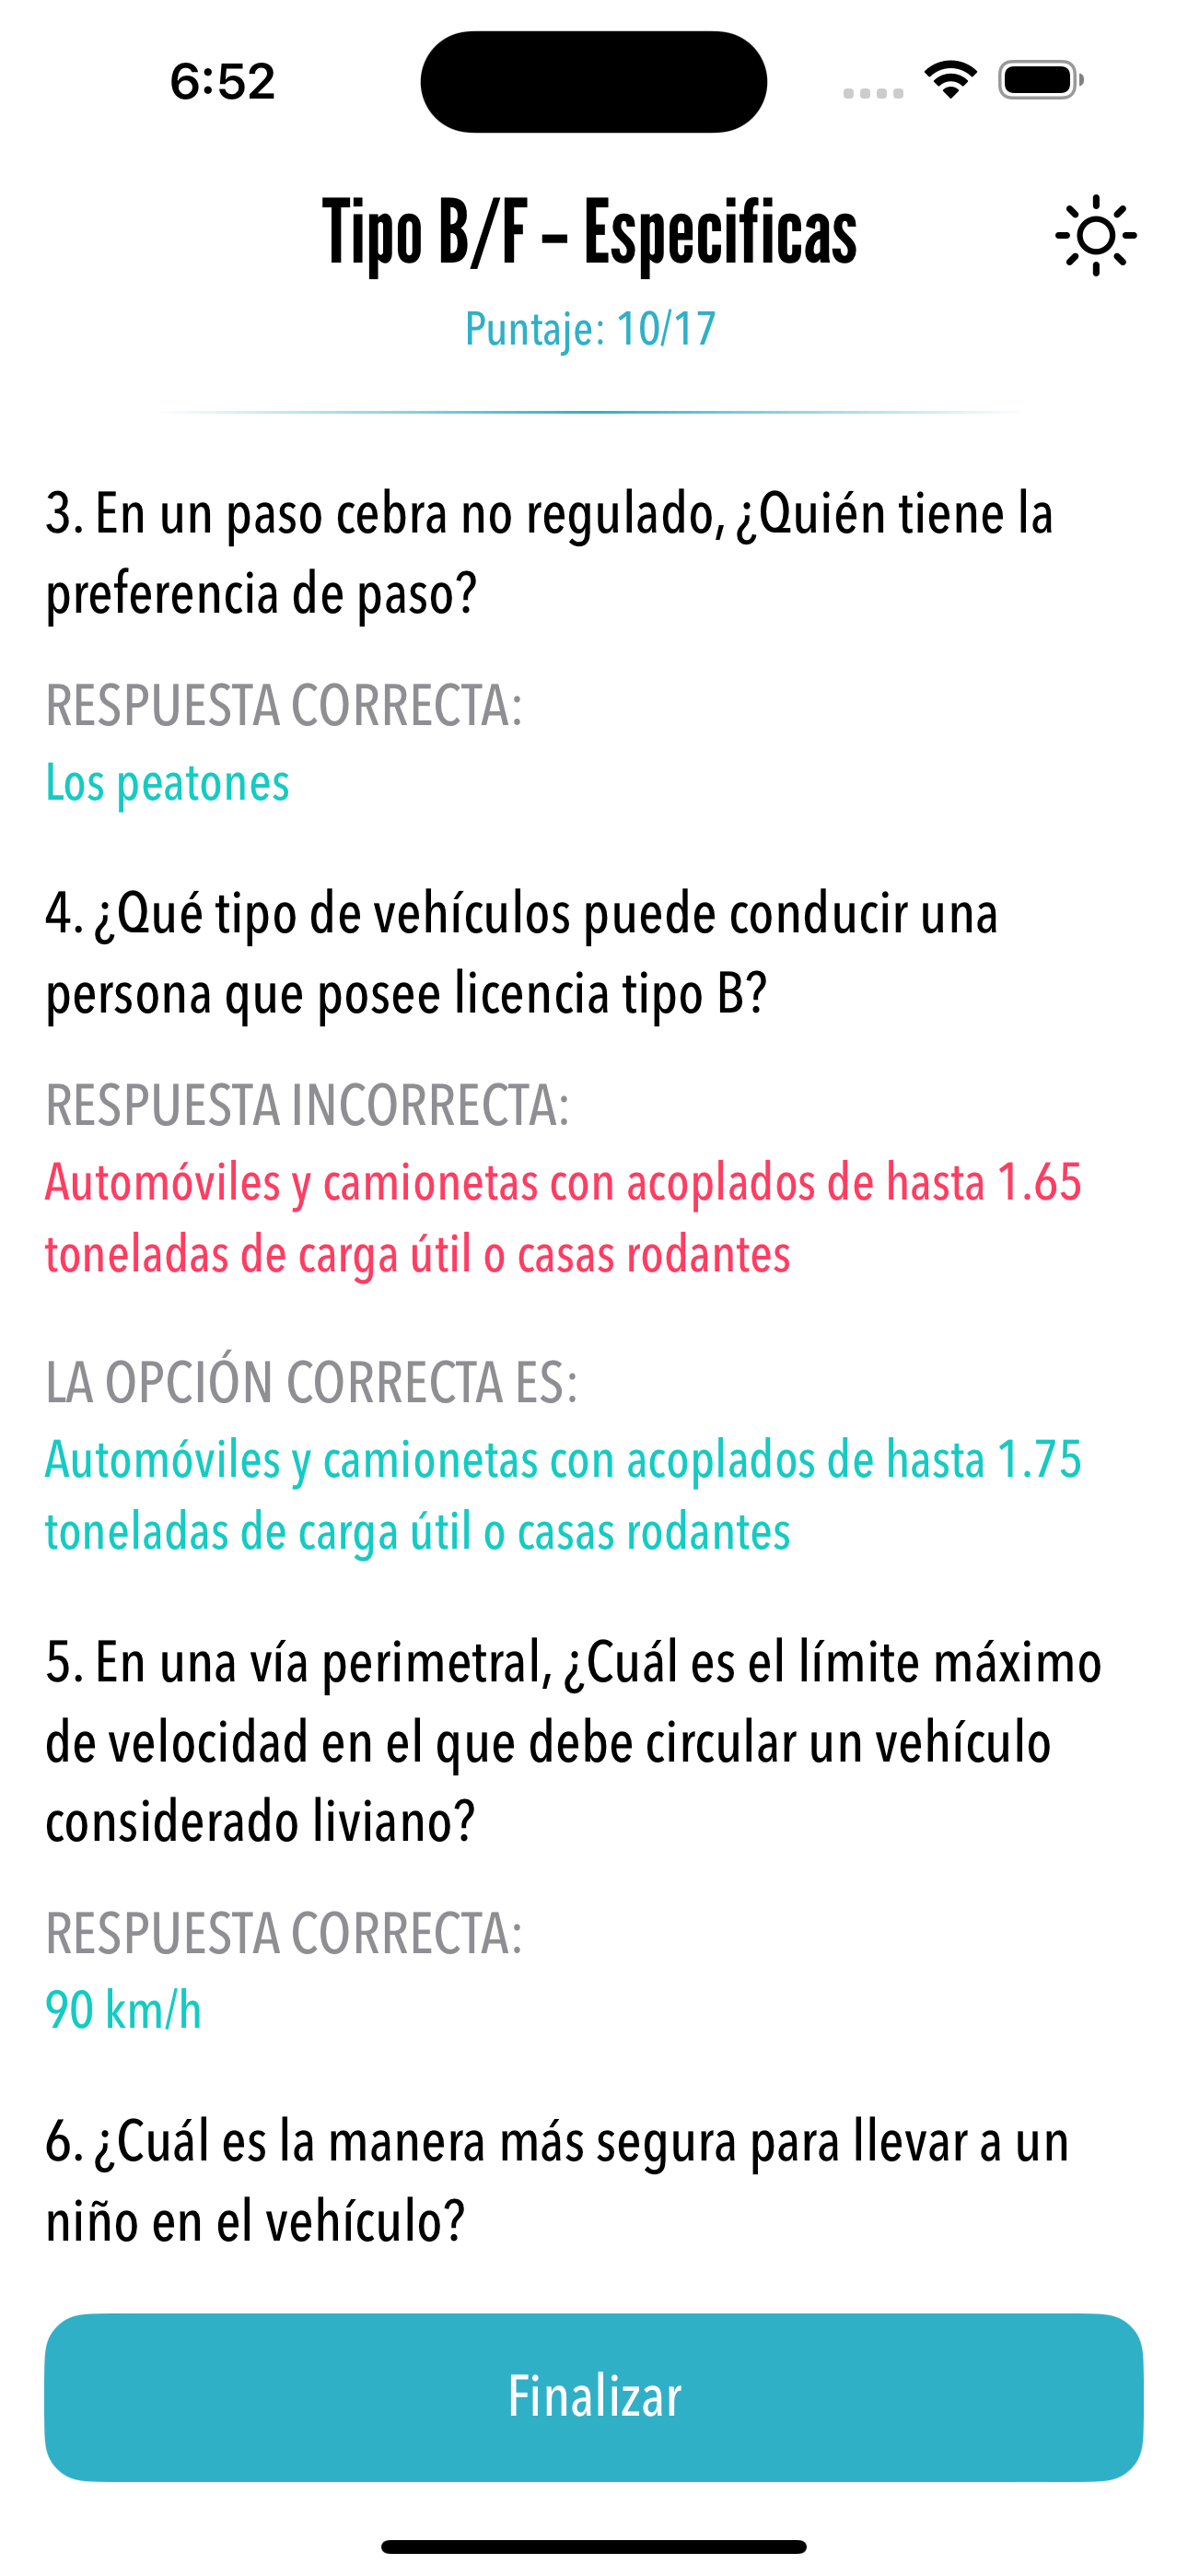 6:52
Tipo B/F – Especificas
Puntaje: 10/17
3. En un paso cebra no regulado, ¿Quién tiene la
preferencia de paso?
RESPUESTA CORRECTA:
Los peatones
4. ¿Qué tipo de vehículos puede conducir una
persona que posee licencia tipo B?
RESPUESTA INCORRECTA:
Automóviles y camionetas con acoplados de hasta 1.65
toneladas de carga útil o casas rodantes
LA OPCIÓN CORRECTA ES:
Automóviles y camionetas con acoplados de hasta 1.75
toneladas de carga útil o casas rodantes
5. En una vía perimetral, ¿Cuál es el límite máximo
de velocidad en el que debe circular un vehículo
considerado liviano?
RESPUESTA CORRECTA:
90 km/h
6. ¿Cuál es la manera más segura para llevar a un
niño en el vehículo?
Finalizar